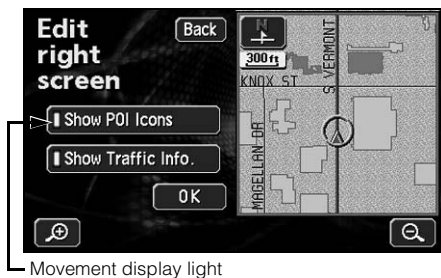 Edit
right
screen
Back
Show POI Icons
Show Traffic Info.
OK
N
300ft
KNOX ST
S. VERMONT
MAGELLAN DR
Movement display light